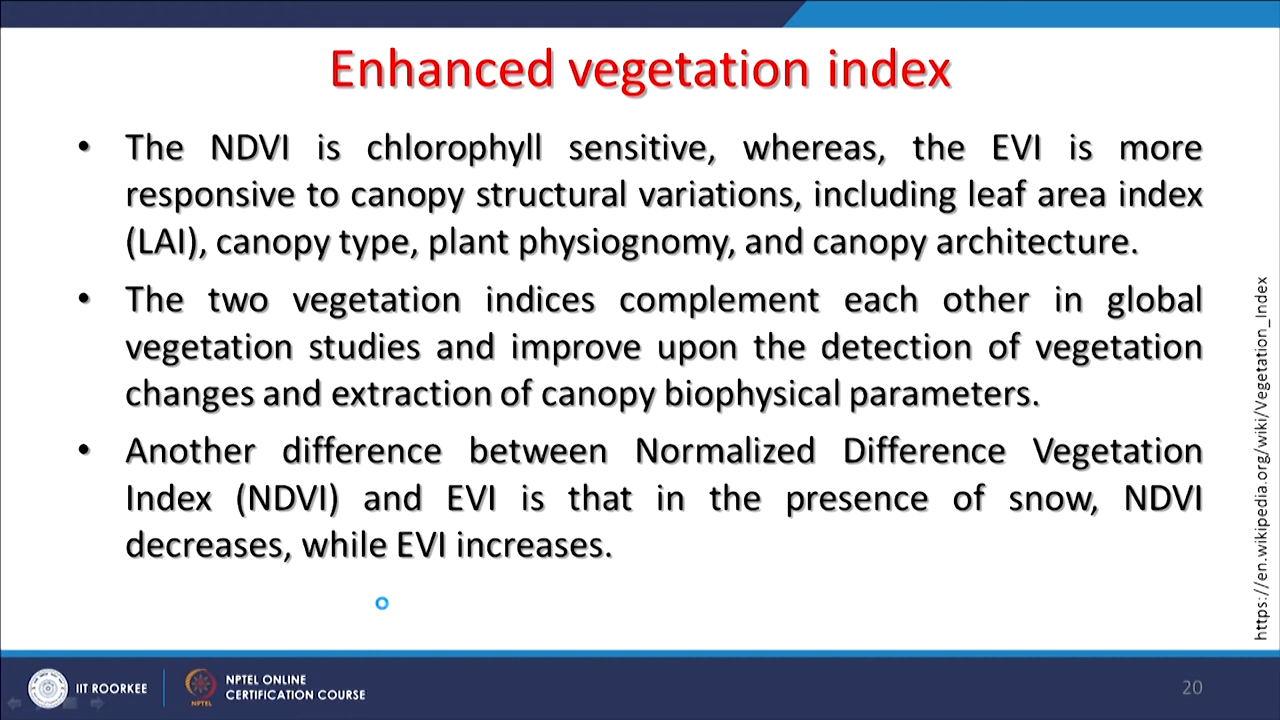 Enhanced vegetation index
• The NDVI is chlorophyll sensitive, whereas, the EVI is more
responsive to canopy structural variations, including leaf area index
(LAI), canopy type, plant physiognomy, and canopy architecture.
• The two vegetation indices complement each other in global
vegetation studies and improve upon the detection of vegetation
changes and extraction of canopy biophysical parameters.
• Another difference between Normalized Difference Vegetation
Index (NDVI) and EVI is that in the presence of snow, NDVI
decreases, while EVI increases.
https://en.wikipedia.org/wiki/Vegetation_Index
IIT ROORKEE
NPTEL
NPTEL ONLINE
CERTIFICATION COURSE
20